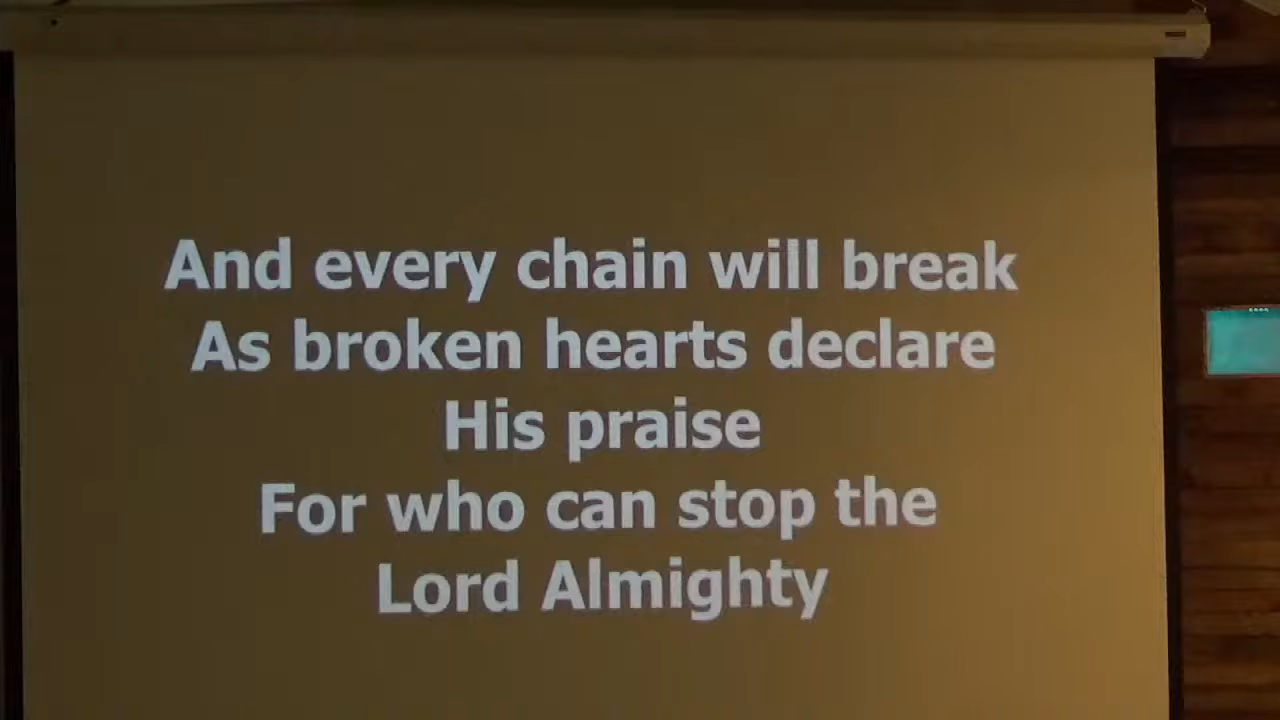 And every chain will break
As broken hearts declare
His praise
For who can stop the
Lord Almighty